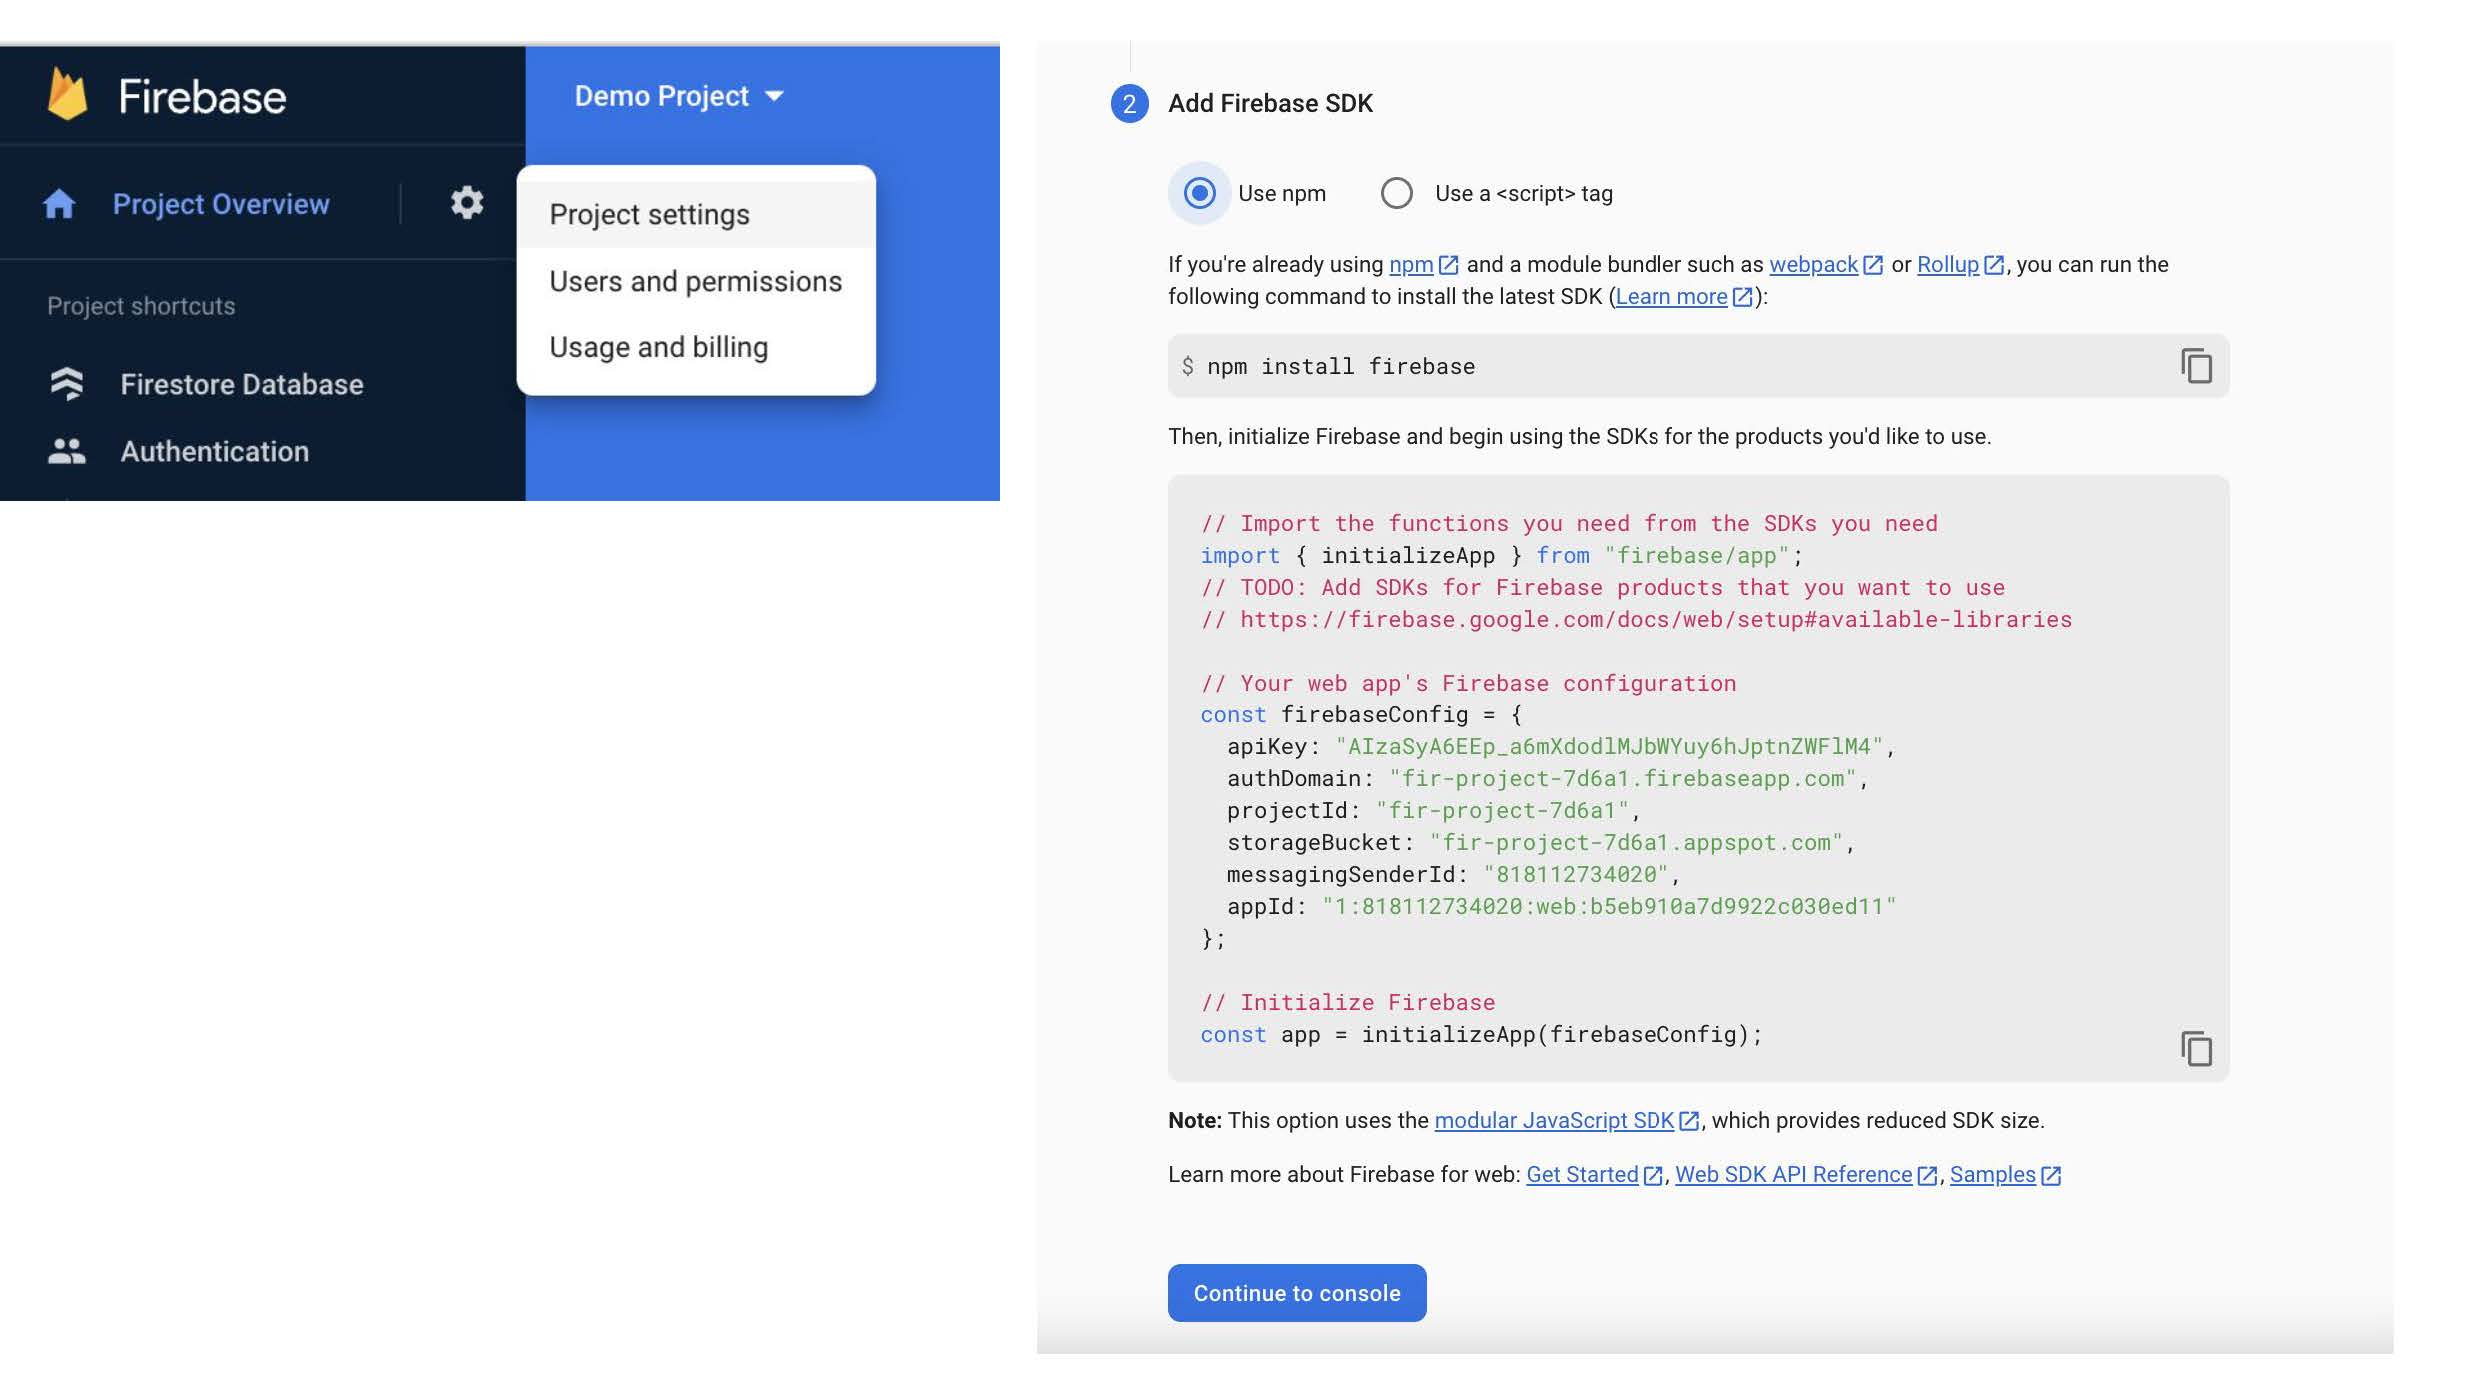 Firebase
Demo Project
Project Overview
Project settings
Users and permissions
Usage and billing
Project shortcuts
Firestore Database
Authentication
2 Add Firebase SDK
Use npm Use a <script> tag
If you're already using npm and a module bundler such as webpack or Rollup, you can run the
following command to install the latest SDK (Learn more):
$ npm install firebase
Then, initialize Firebase and begin using the SDKs for the products you'd like to use.
// Import the functions you need from the SDKs you need
import { initializeApp } from "firebase/app";
// TODO: Add SDKs for Firebase products that you want to use
// https://firebase.google.com/docs/web/setup#available-libraries
// Your web app's Firebase configuration
const firebaseConfig = {
apiKey: "AIzaSyA6EEp_a6mXdodlMJbWYuy6hJptnZWFlM4",
authDomain: "fir-project-7d6a1.firebaseapp.com",
projectId: "fir-project-7d6a1",
storageBucket: "fir-project-7d6a1.appspot.com",
messagingSenderId: "818112734020",
appId: "1:818112734020:web:b5eb910a7d9922c030ed11"
};
// Initialize Firebase
const app = initializeApp(firebaseConfig);
Note: This option uses the modular JavaScript SDK, which provides reduced SDK size.
Learn more about Firebase for web: Get Started, Web SDK API Reference, Samples
Continue to console